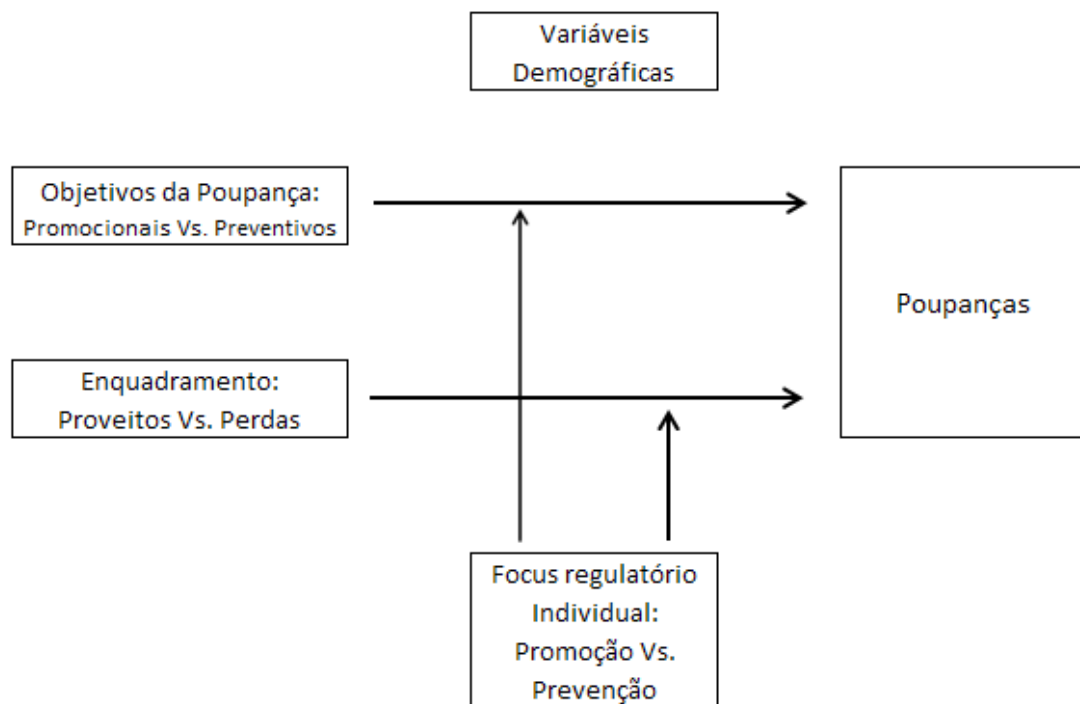 Variáveis
Demográficas
Objetivos da Poupança:
Promocionais Vs. Preventivos
Poupanças
Enquadramento:
Proveitos Vs. Perdas
Focus regulatório
Individual:
Promoção Vs.
Prevenção